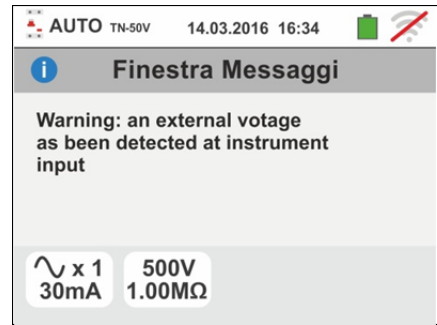 AUTO TN-50V 14.03.2016 16:34
i Finestra Messaggi
Warning: an external votage
as been detected at instrument
input
x 1 500V
30mA 1.00MΩ